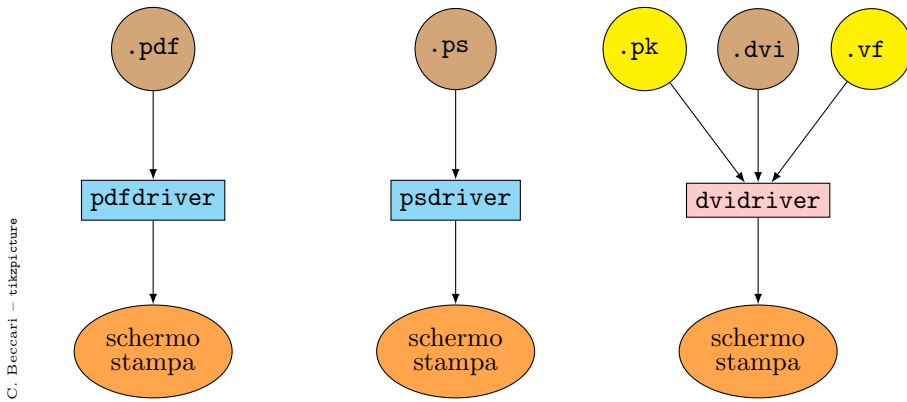 .pdf
.ps
.pk
.dvi
.vf
pdfdriver
psdriver
dvidriver
schermo
stampa
schermo
stampa
schermo
stampa
C. Beccari – tikzpicture